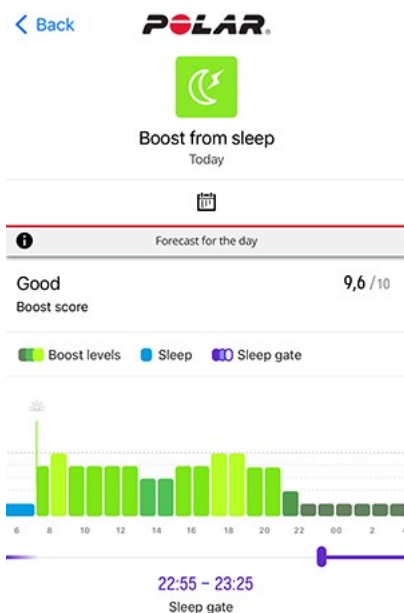 Back
POLAR.
Boost from sleep
Today
Forecast for the day
Good
9,6 /10
Boost score
Boost levels Sleep Sleep gate
6 8 10 12 14 16 18 20 22 00 2 4
22:55 – 23:25
Sleep gate